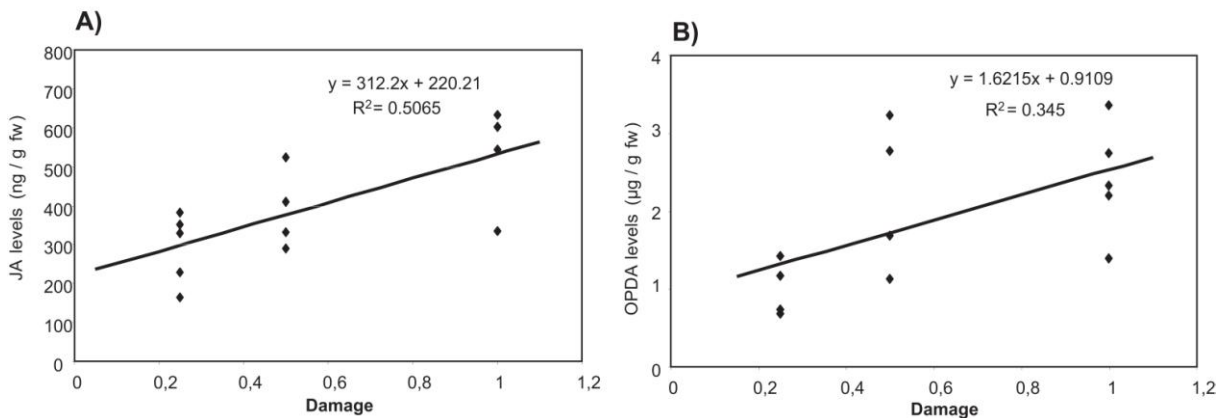 A)
800
700
600
500
400
300
200
100
0
JA levels (ng / g fw)
y = 312.2x + 220.21
R²= 0.5065
0
0,2
0,4
0,6
0,8
1
1,2
Damage
B)
4
3
2
1
0
OPDA levels (µg / g fw)
y = 1.6215x + 0.9109
R²= 0.345
0
0,2
0,4
0,6
0,8
1
1,2
Damage